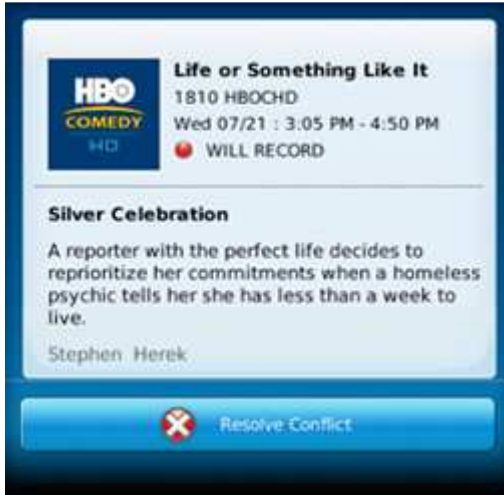 HBO
COMEDY
HD
Life or Something Like It
1810 HBOCHD
Wed 07/21 : 3:05 PM - 4:50 PM
WILL RECORD
Silver Celebration
A reporter with the perfect life decides to
reprioritize her commitments when a homeless
psychic tells her she has less than a week to
live.
Stephen Herek
Resolve Conflict